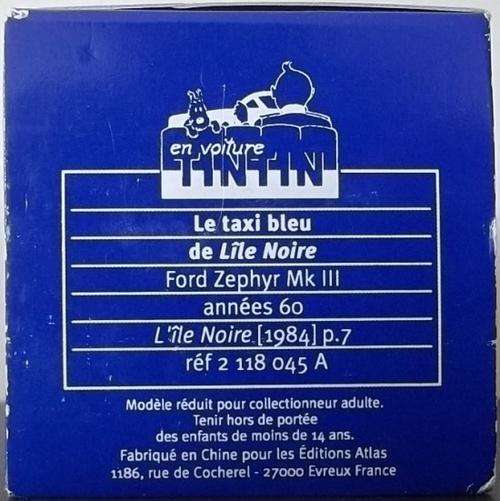 en voiture
TINTIN
Le taxi bleu
de Lîle Noire
Ford Zephyr Mk III
années 60
L'île Noire [1984] p.7
réf 2 118 045 A
Modèle réduit pour collectionneur adulte.
Tenir hors de portée
des enfants de moins de 14 ans.
Fabriqué en Chine pour les Éditions Atlas
1186, rue de Cocherel - 27000 Evreux France